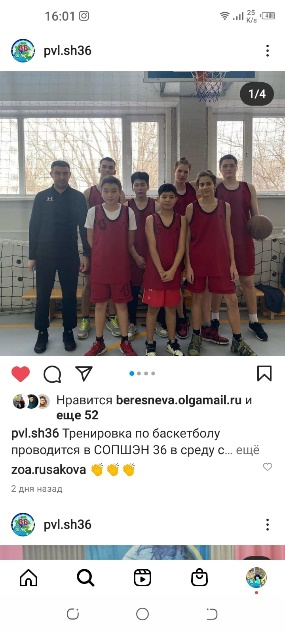 16:01
25
K/s
48
pvl.sh36
1/4
Нравится beresneva.olgamail.ru и
еще 52
pvl.sh36 Тренировка по баскетболу
проводится в СОПШЭН 36 в среду с... ещё
zoa.rusakova 👏👏👏
2 дня назад
pvl.sh36